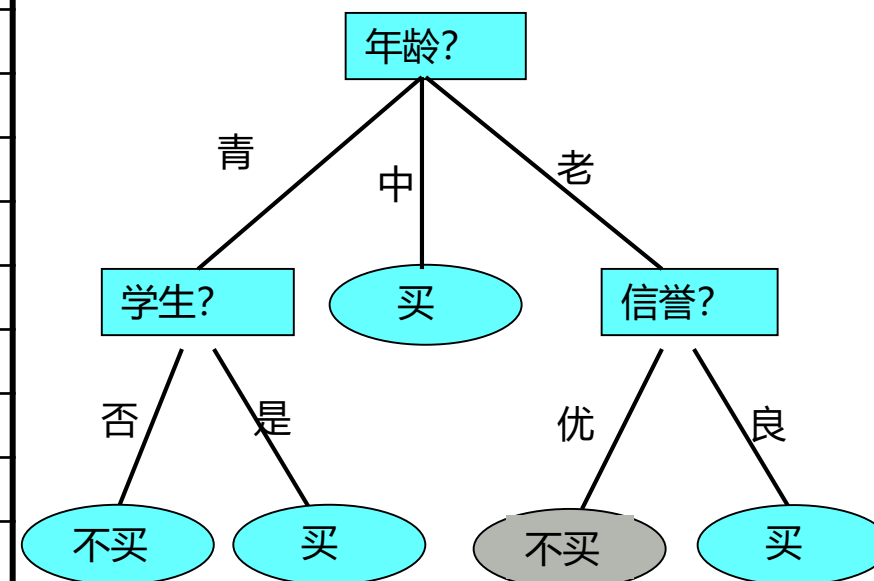 年龄?
青
中
老
学生?
买
信誉?
否
是
优
良
不买
买
不买
买